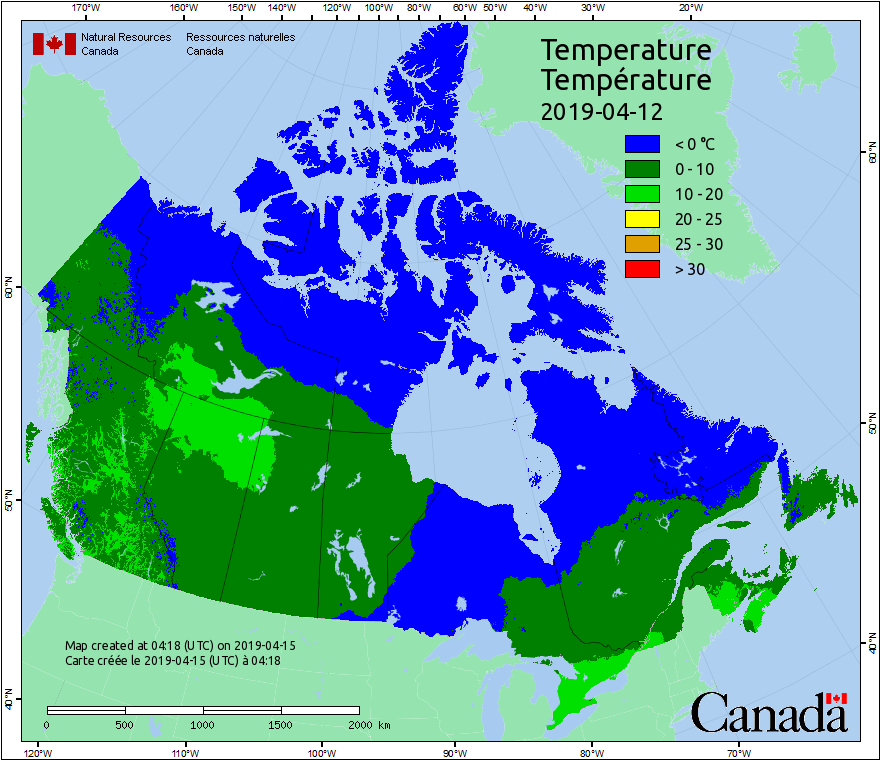 170°W 160°W 150°W 140°W 130°W 120°W 110°W 100°W 90°W 80°W 70°W 60°W 50°W 40°W 30°W 20°W
Natural Resources Ressources naturelles
Canada Canada
Temperature
Température
2019-04-12
< 0 °C
0 - 10
10 - 20
20 - 25
25 - 30
> 30
60°N
60°N
50°N
50°N
40°N
40°N
Map created at 04:18 (UTC) on 2019-04-15
Carte créée le 2019-04-15 (UTC) à 04:18
0 500 1000 1500 2000 km
Canada
120°W 110°W 100°W 90°W 80°W 70°W